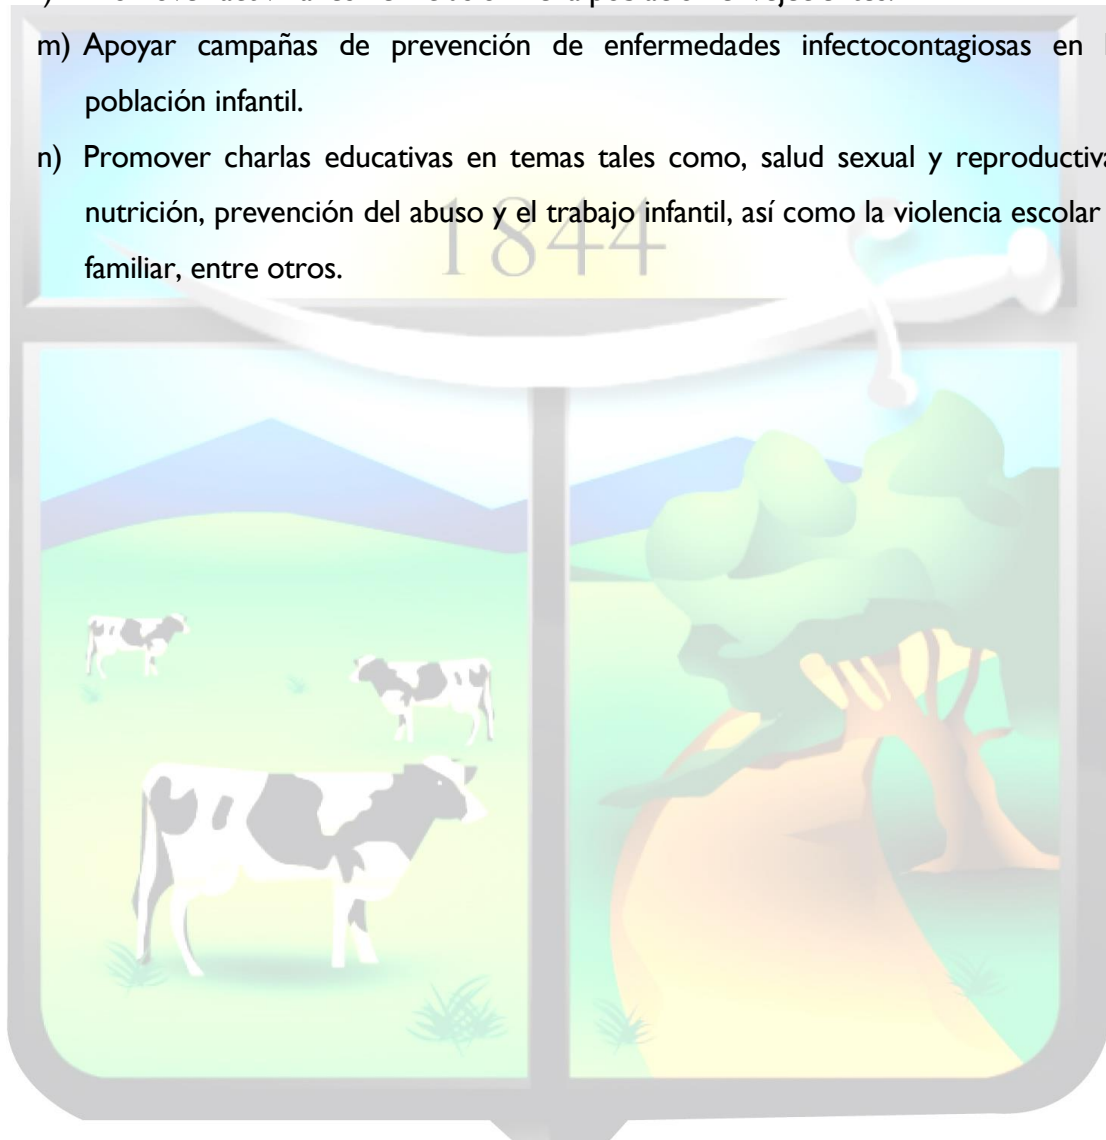 m) Apoyar campañas de prevención de enfermedades infectocontagiosas en
población infantil.
n) Promover charlas educativas en temas tales como, salud sexual y reproductiva
nutrición, prevención del abuso y el trabajo infantil, así como la violencia escolar
familiar, entre otros.
1844